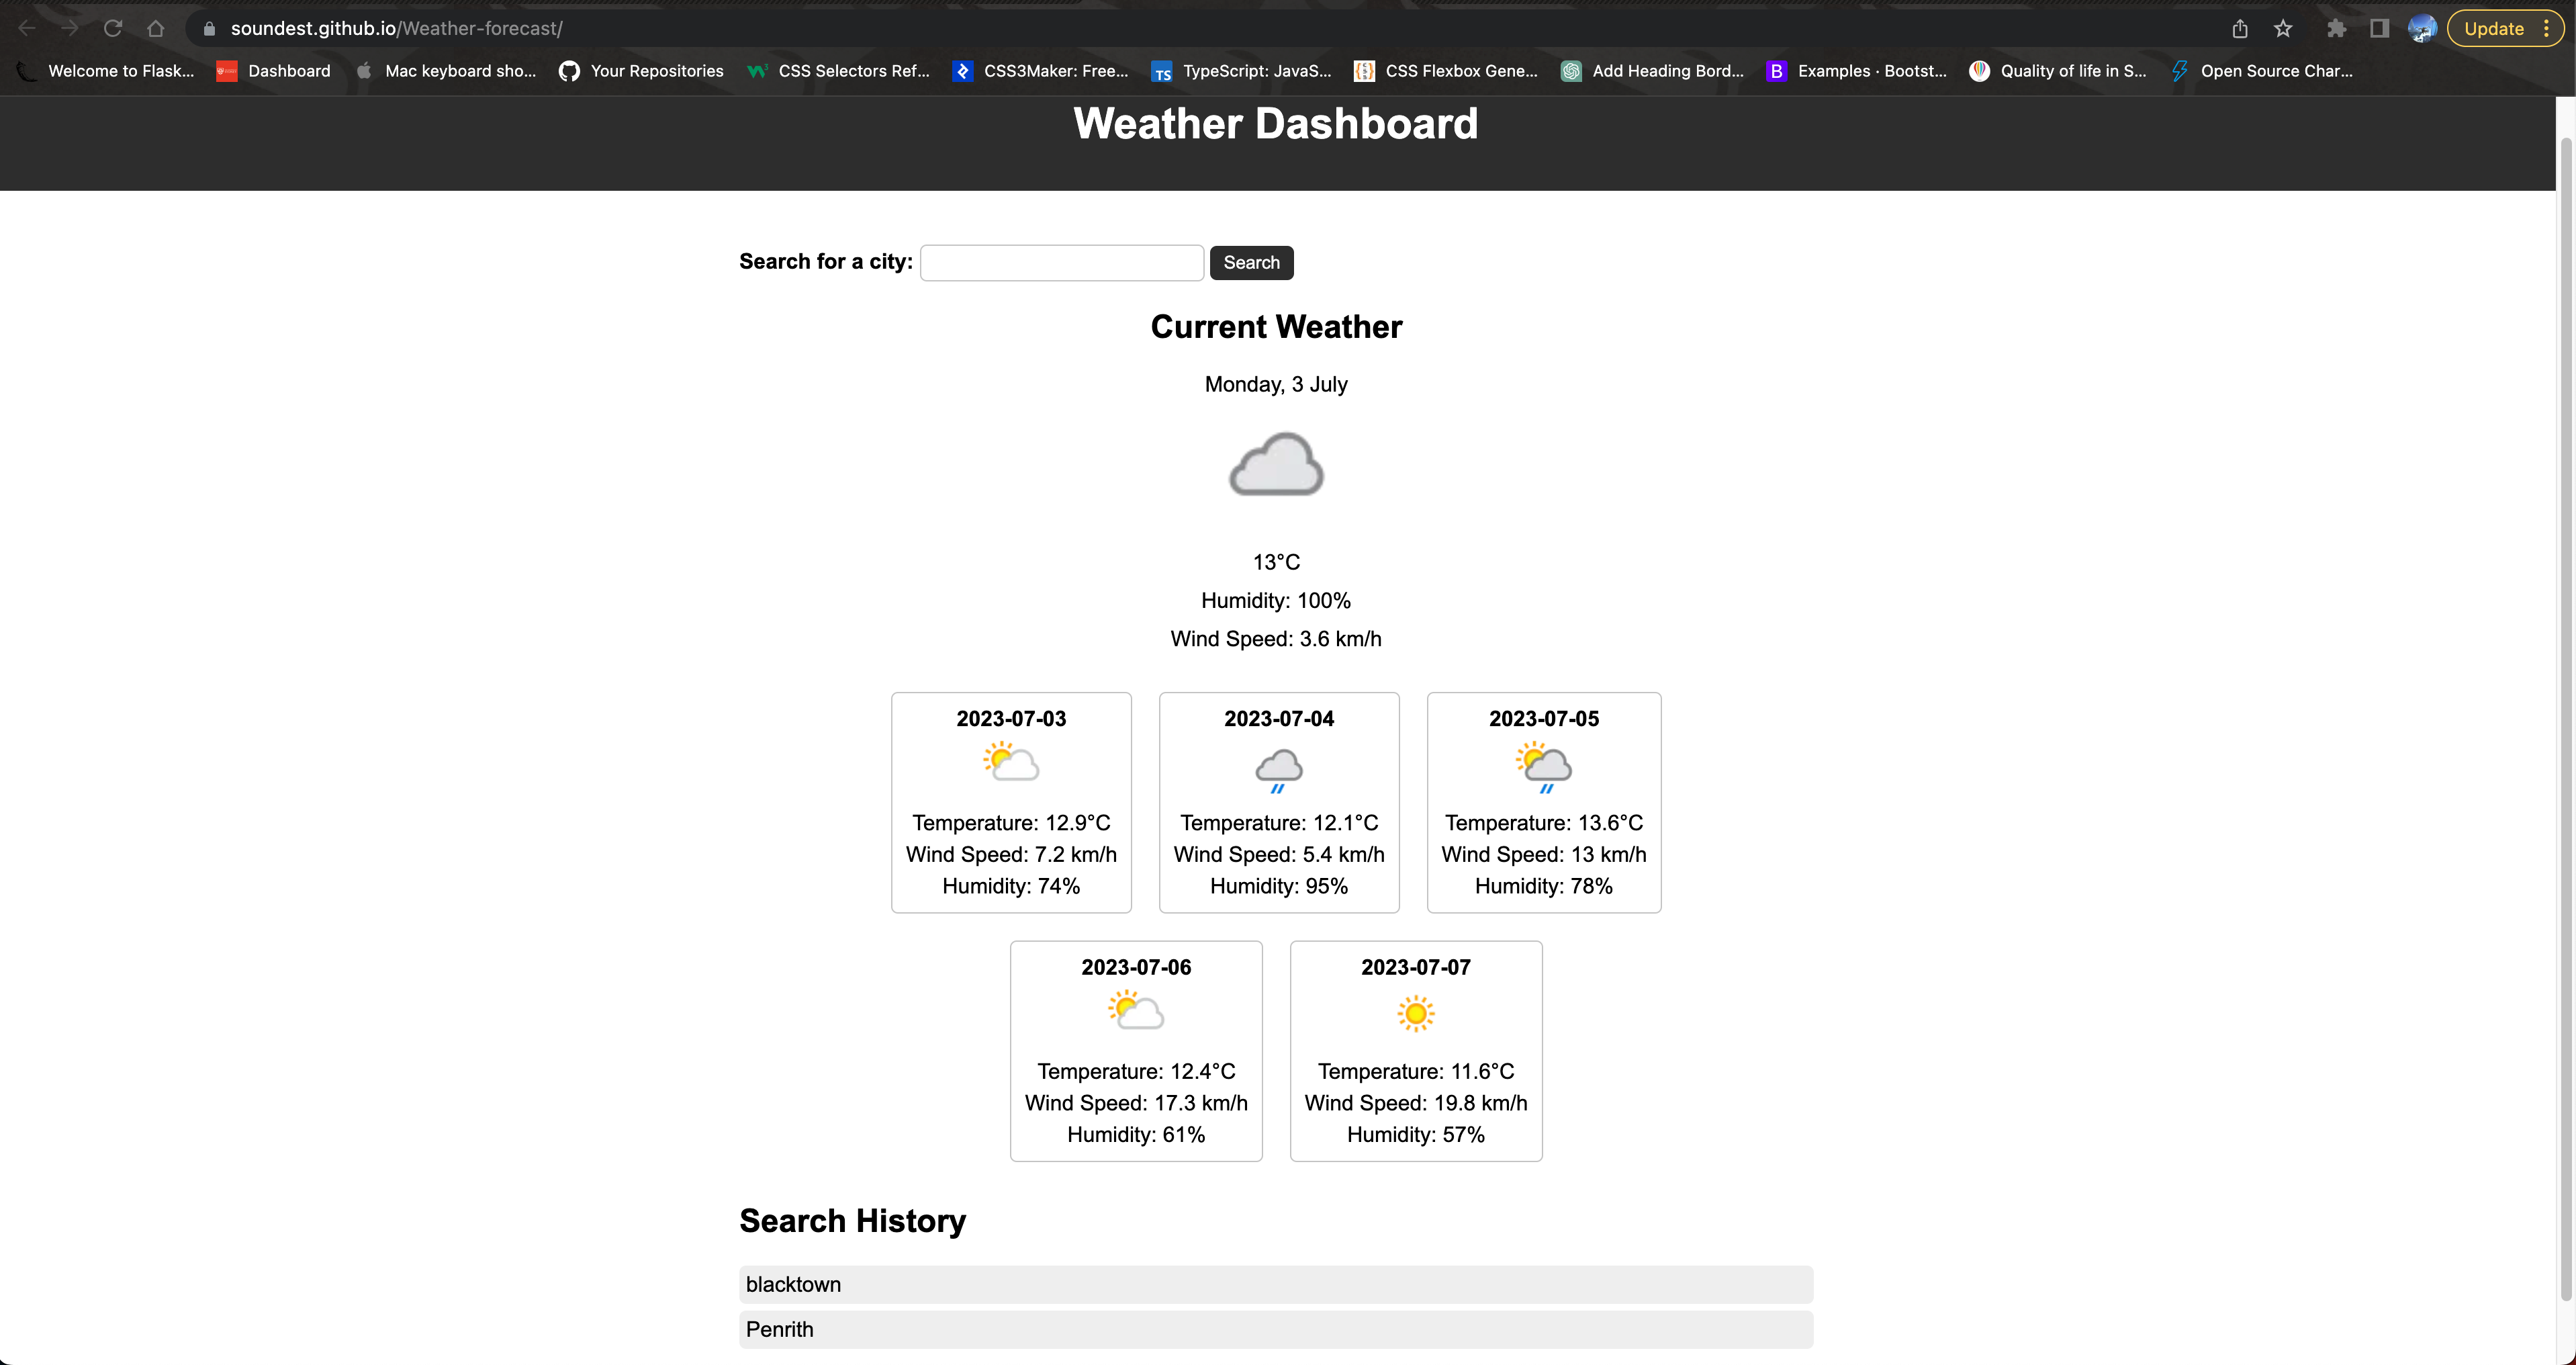 soundest.github.io/Weather-forecast/
Update
Welcome to Flask...
Dashboard
Mac keyboard sho...
Your Repositories
CSS Selectors Ref...
CSS3Maker: Free...
TypeScript: JavaS...
CSS Flexbox Gene...
Add Heading Bord...
Examples · Bootst...
Quality of life in S...
Open Source Char...
Weather Dashboard
Search for a city:
Search
Current Weather
Monday, 3 July
13°C
Humidity: 100%
Wind Speed: 3.6 km/h
2023-07-03
Temperature: 12.9°C
Wind Speed: 7.2 km/h
Humidity: 74%
2023-07-04
Temperature: 12.1°C
Wind Speed: 5.4 km/h
Humidity: 95%
2023-07-05
Temperature: 13.6°C
Wind Speed: 13 km/h
Humidity: 78%
2023-07-06
Temperature: 12.4°C
Wind Speed: 17.3 km/h
Humidity: 61%
2023-07-07
Temperature: 11.6°C
Wind Speed: 19.8 km/h
Humidity: 57%
Search History
blacktown
Penrith